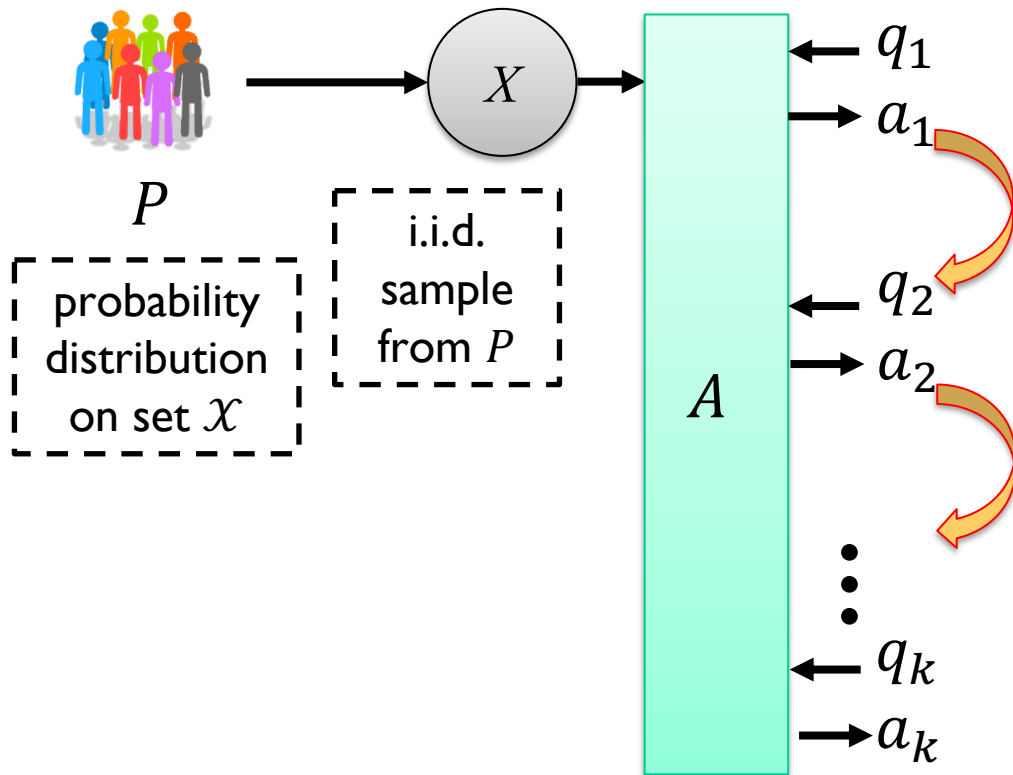 P
probability
distribution
on set 𝒳
X
i.i.d.
sample
from P
A
q₁
a₁
q₂
a₂
⋮
qₖ
aₖ